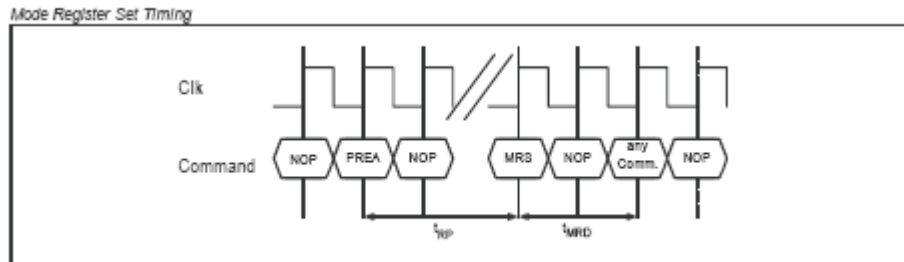 Mode Register Set Timing
Clk
Command NOP PREA NOP MRS NOP any Comm. NOP
tRP tMRD